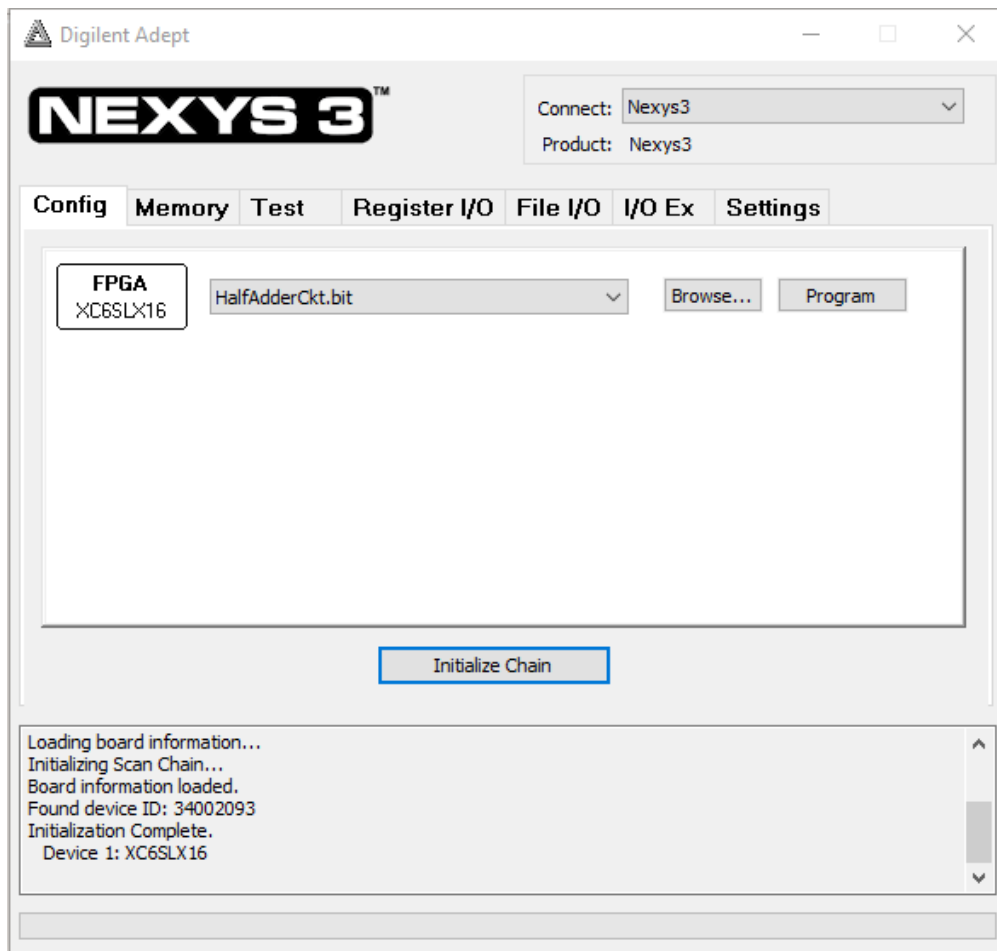 Digilent Adept
NEXYS 3™
Connect: Nexys3
Product: Nexys3
Config Memory Test Register I/O File I/O I/O Ex Settings
FPGA
XC6SLX16
HalfAdderCkt.bit Browse... Program
Initialize Chain
Loading board information...
Initializing Scan Chain...
Board information loaded.
Found device ID: 34002093
Initialization Complete.
Device 1: XC6SLX16